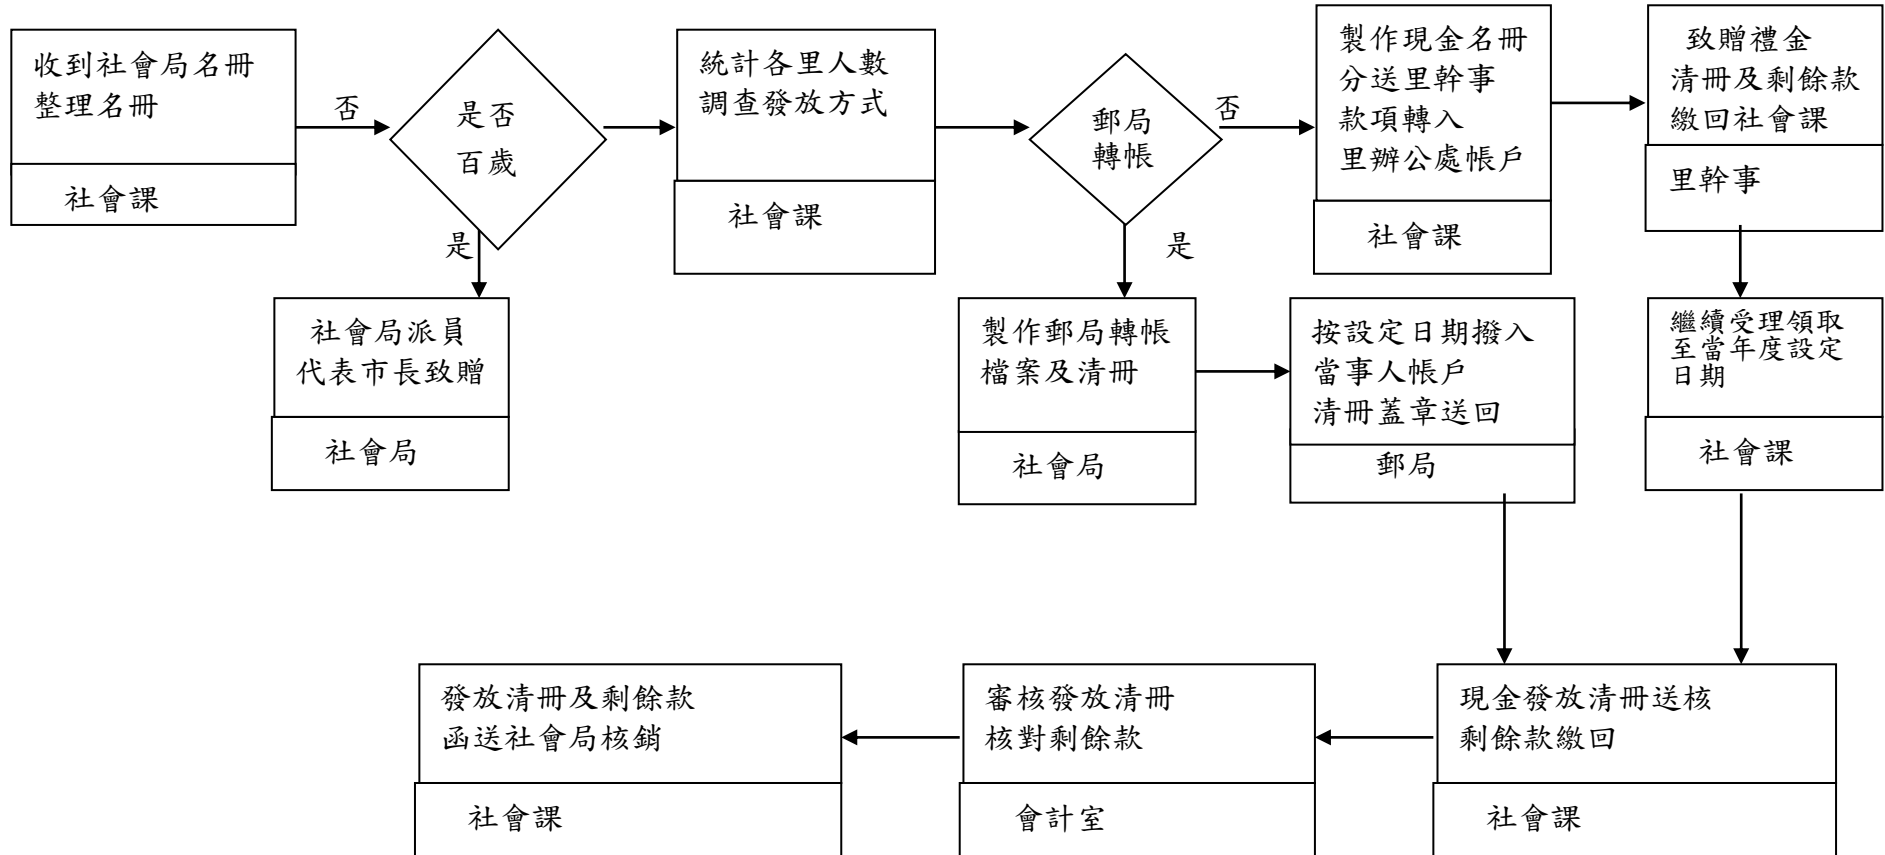 收到社會局名冊
整理名冊
社會課
否
是否
百歲
是
社會局派員
代表市長致贈
社會局
統計各里人數
調查發放方式
社會課
郵局
轉帳
否
是
製作現金名冊
分送里幹事
款項轉入
里辦公處帳戶
社會課
致贈禮金
清冊及剩餘款
繳回社會課
里幹事
製作郵局轉帳
檔案及清冊
社會局
按設定日期撥入
當事人帳戶
清冊蓋章送回
郵局
繼續受理領取
至當年度設定
日期
社會課
現金發放清冊送核
剩餘款繳回
社會課
審核發放清冊
核對剩餘款
會計室
發放清冊及剩餘款
函送社會局核銷
社會課